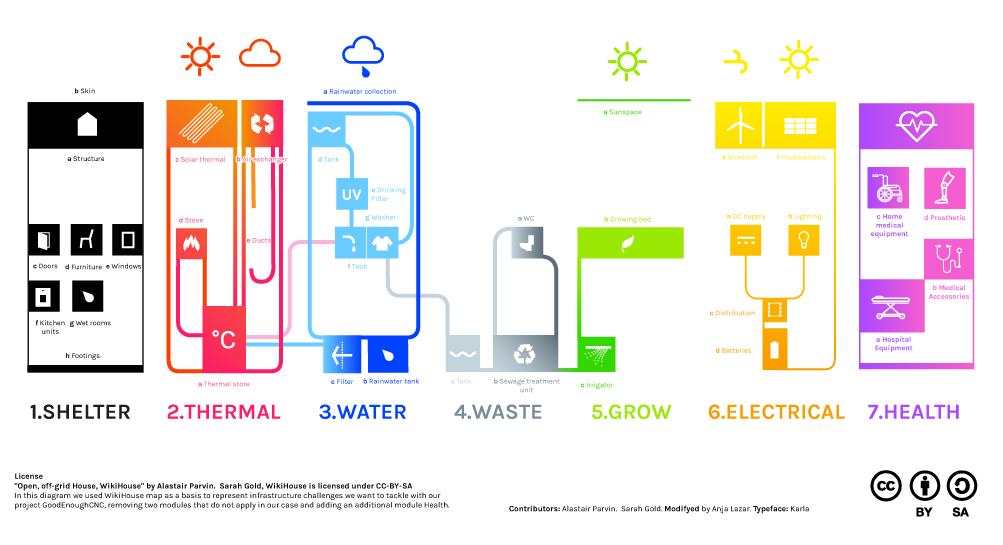 b Skin
a Structure
c Doors
d Furniture
e Windows
f Kitchen
units
g Wet rooms
h Footings
1.SHELTER
c Solar thermal
b Air exchanger
d Stove
e Ducts
°C
a Thermal store
2.THERMAL
a Rainwater collection
d Tank
UV
e Drinking
Filter
g Washer
f Taps
c Filter
b Rainwater tank
3.WATER
a WC
a Tank
b Sewage treatment
unit
4.WASTE
a Sunspace
b Growing bed
c Irrigator
5.GROW
e Windmill
f Photovoltaics
a DC supply
b Lighting
c Distribution
d Batteries
6.ELECTRICAL
c Home
medical
equipment
d Prosthetic
b Medical
Accessories
a Hospital
Equipment
7.HEALTH
License
"Open, off-grid House, WikiHouse" by Alastair Parvin. Sarah Gold, WikiHouse is licensed under CC-BY-SA
In this diagram we used WikiHouse map as a basis to represent infrastructure challenges we want to tackle with our
project GoodEnoughCNC, removing two modules that do not apply in our case and adding an additional module Health.
Contributors: Alastair Parvin. Sarah Gold. Modifyed by Anja Lazar. Typeface: Karla
cc
BY
SA